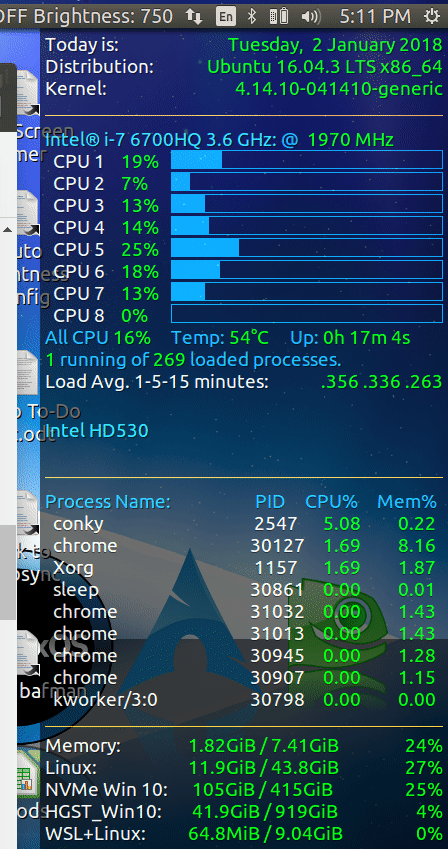 OFF Brightness: 750 En 5:11 PM
Today is: Tuesday, 2 January 2018
Distribution: Ubuntu 16.04.3 LTS x86_64
Kernel: 4.14.10-041410-generic
Screen
mer
Intel® i-7 6700HQ 3.6 GHz: @ 1970 MHz
CPU 1 19%
CPU 2 7%
CPU 3 13%
CPU 4 14%
CPU 5 25%
CPU 6 18%
CPU 7 13%
CPU 8 0%
uto
htness
nfig
All CPU 16% Temp: 54°C Up: 0h 17m 4s
1 running of 269 loaded processes.
Load Avg. 1-5-15 minutes: .356 .336 .263
o To-Do
t.odt
Intel HD530
Process Name: PID CPU% Mem%
conky 2547 5.08 0.22
chrome 30127 1.69 8.16
Xorg 1157 1.69 1.87
sleep 30861 0.00 0.01
chrome 31032 0.00 1.43
chrome 31013 0.00 1.43
chrome 30945 0.00 1.28
chrome 30907 0.00 1.15
kworker/3:0 30798 0.00 0.00
k to
osync
bafman
Memory: 1.82GiB / 7.41GiB 24%
Linux: 11.9GiB / 43.8GiB 27%
NVMe Win 10: 105GiB / 415GiB 25%
HGST_Win10: 41.9GiB / 919GiB 4%
WSL+Linux: 64.8MiB / 9.04GiB 0%
ods